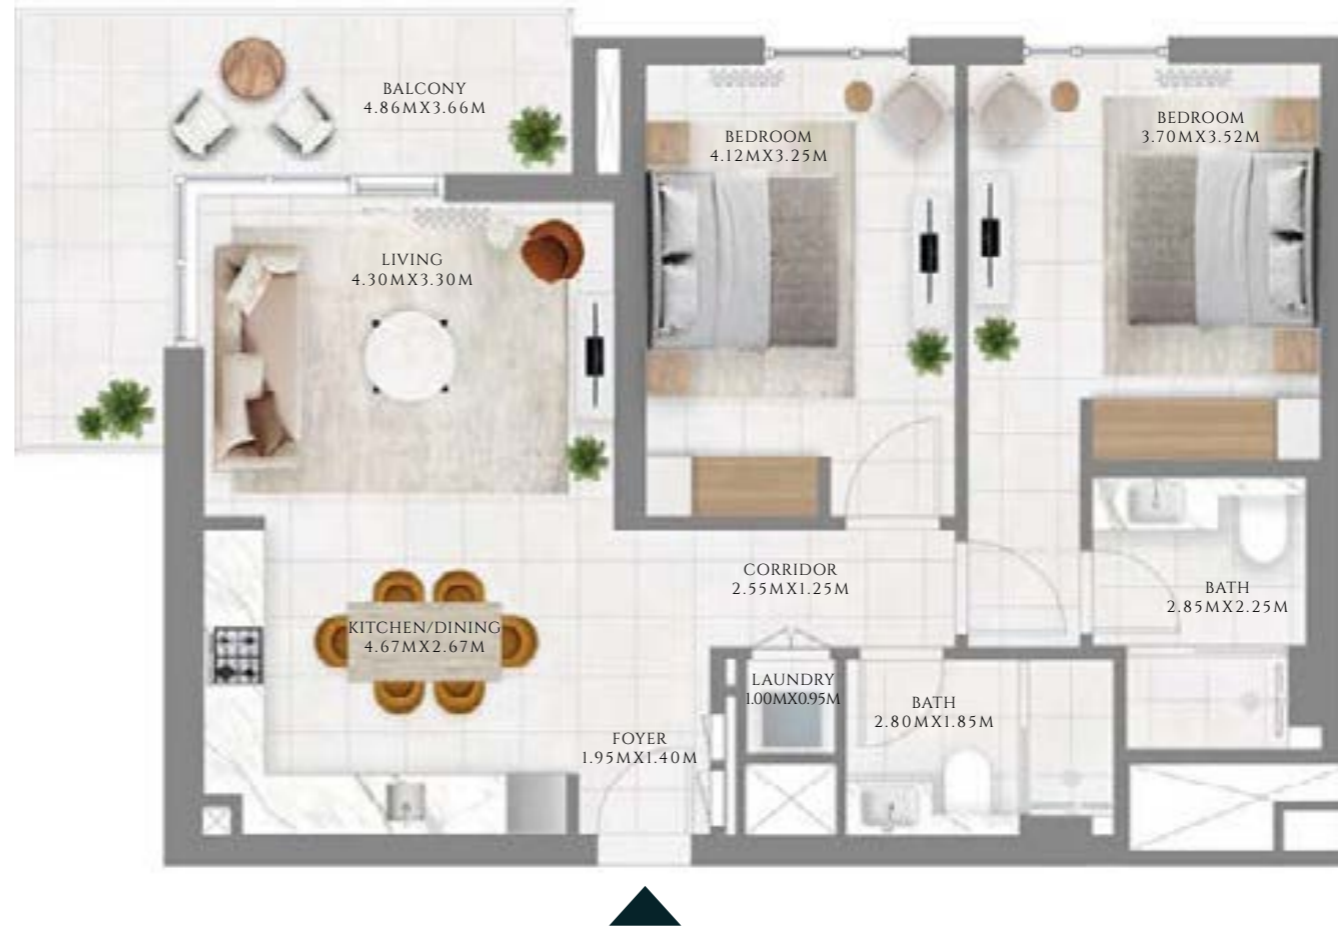 BALCONY
4.86MX3.66M
BEDROOM
4.12MX3.25M
BEDROOM
3.70MX3.52M
LIVING
4.30MX3.30M
CORRIDOR
2.55MX1.25M
BATH
2.85MX2.25M
KITCHEN/DINING
4.67MX2.67M
LAUNDRY
1.00MX0.95M
BATH
2.80MX1.85M
FOYER
1.95MX1.40M